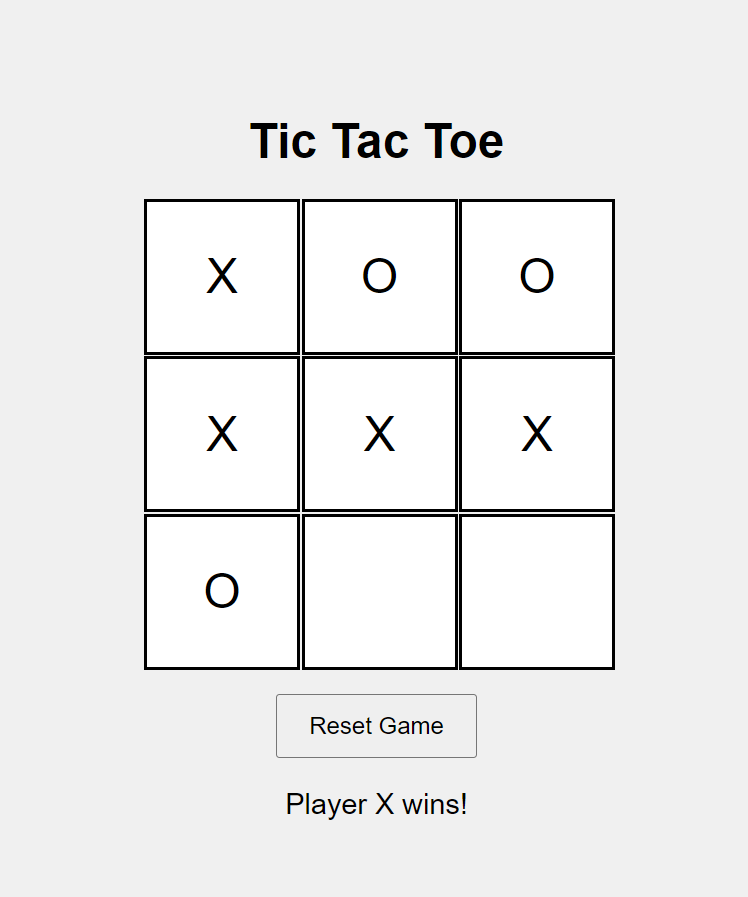 Tic Tac Toe
X O O
X X X
O
Reset Game
Player X wins!